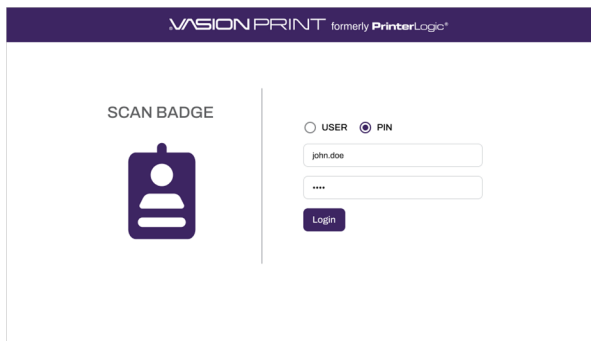 VASION PRINT formerly PrinterLogic®
SCAN BADGE
USER PIN
john.doe
••••
Login